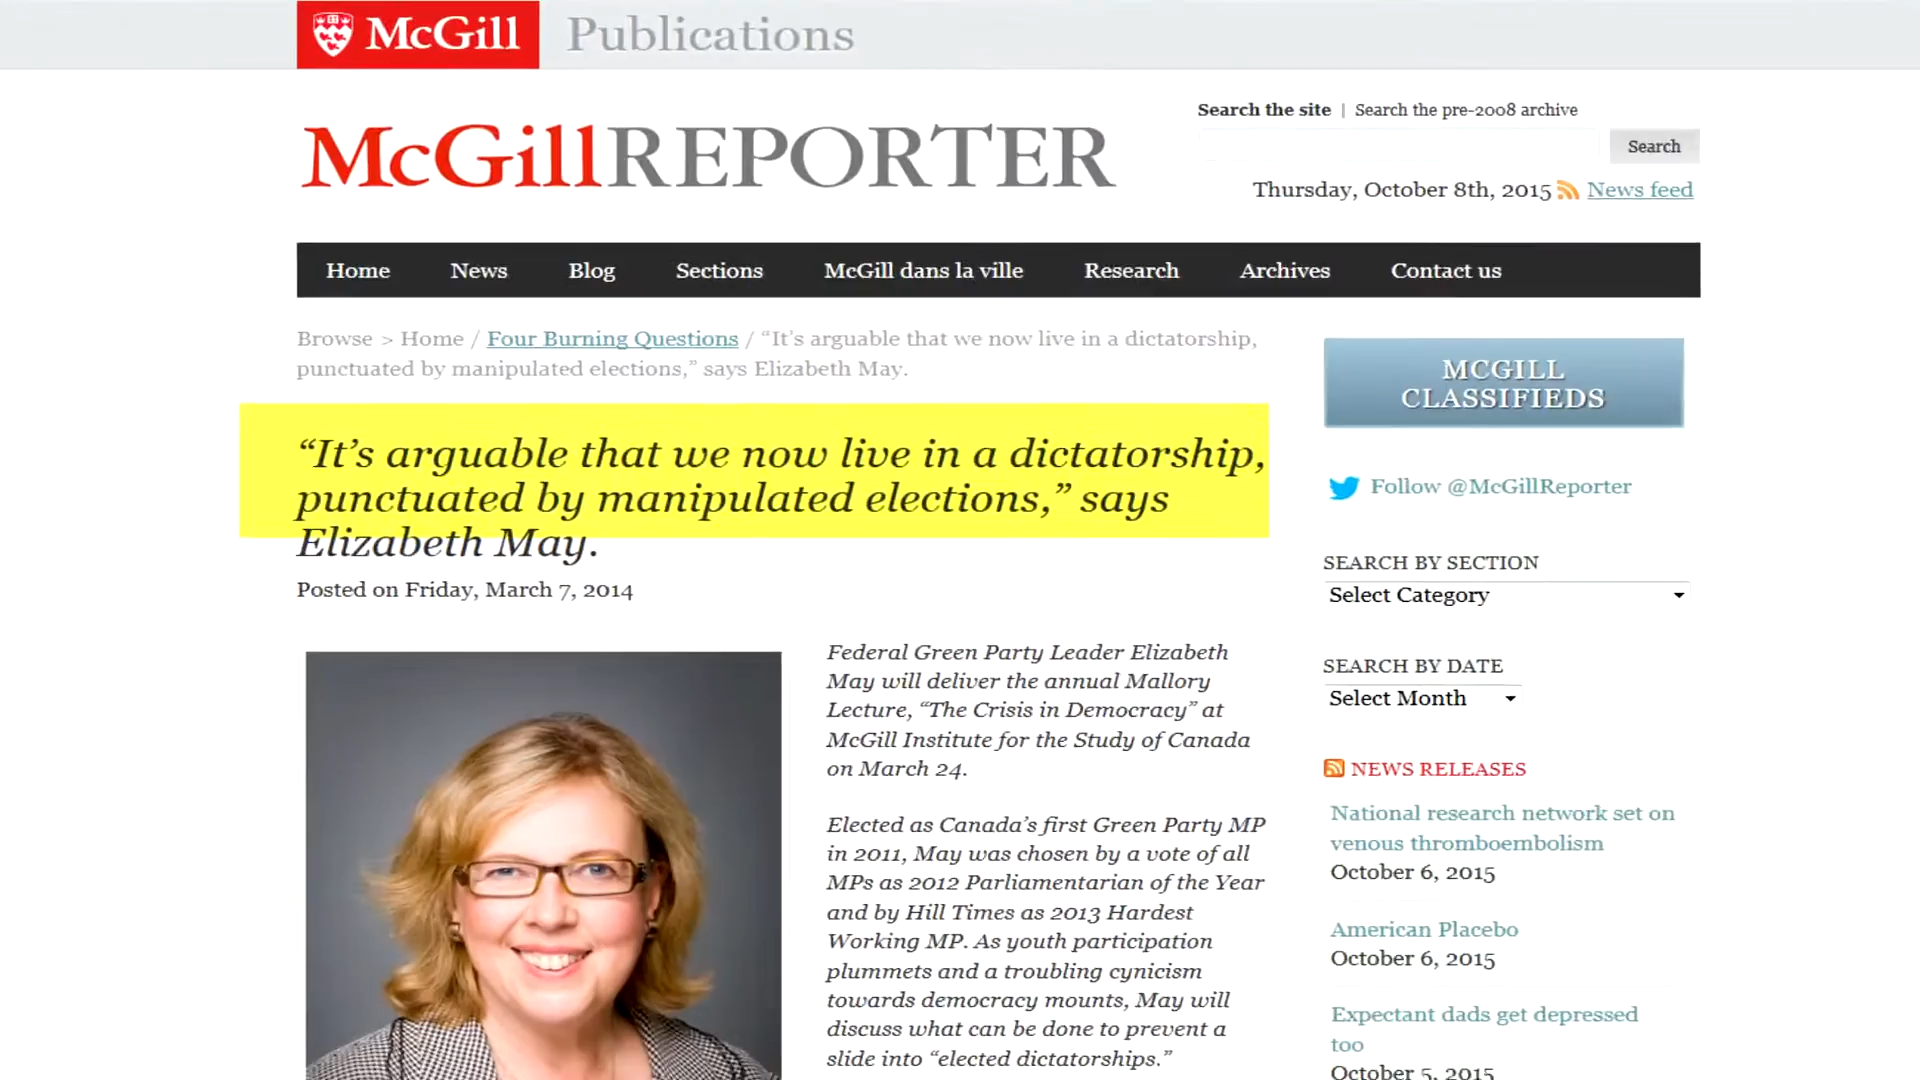 McGill Publications
McGillREPORTER
Search the site | Search the pre-2008 archive
Search
Thursday, October 8th, 2015 News feed
Home News Blog Sections McGill dans la ville Research Archives Contact us
Browse > Home / Four Burning Questions / “It’s arguable that we now live in a dictatorship,
punctuated by manipulated elections,” says Elizabeth May.
“It’s arguable that we now live in a dictatorship,
punctuated by manipulated elections,” says
Elizabeth May.
Posted on Friday, March 7, 2014
Federal Green Party Leader Elizabeth
May will deliver the annual Mallory
Lecture, “The Crisis in Democracy” at
McGill Institute for the Study of Canada
on March 24.
Elected as Canada’s first Green Party MP
in 2011, May was chosen by a vote of all
MPs as 2012 Parliamentarian of the Year
and by Hill Times as 2013 Hardest
Working MP. As youth participation
plummets and a troubling cynicism
towards democracy mounts, May will
discuss what can be done to prevent a
slide into “elected dictatorships.”
MCGILL
CLASSIFIEDS
Follow @McGillReporter
SEARCH BY SECTION
Select Category
SEARCH BY DATE
Select Month
NEWS RELEASES
National research network set on
venous thromboembolism
October 6, 2015
American Placebo
October 6, 2015
Expectant dads get depressed
too
October 5, 2015